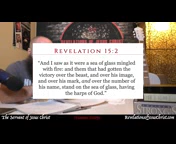 REVELATION 15:2
"And I saw as it were a sea of glass mingled
with fire: and them that had gotten the
victory over the beast, and over his image,
and over his mark, and over the number of
his name, stand on the sea of glass, having
the harps of God."
The Servant of Jesus Christ
RevelationofJesusChrist.com